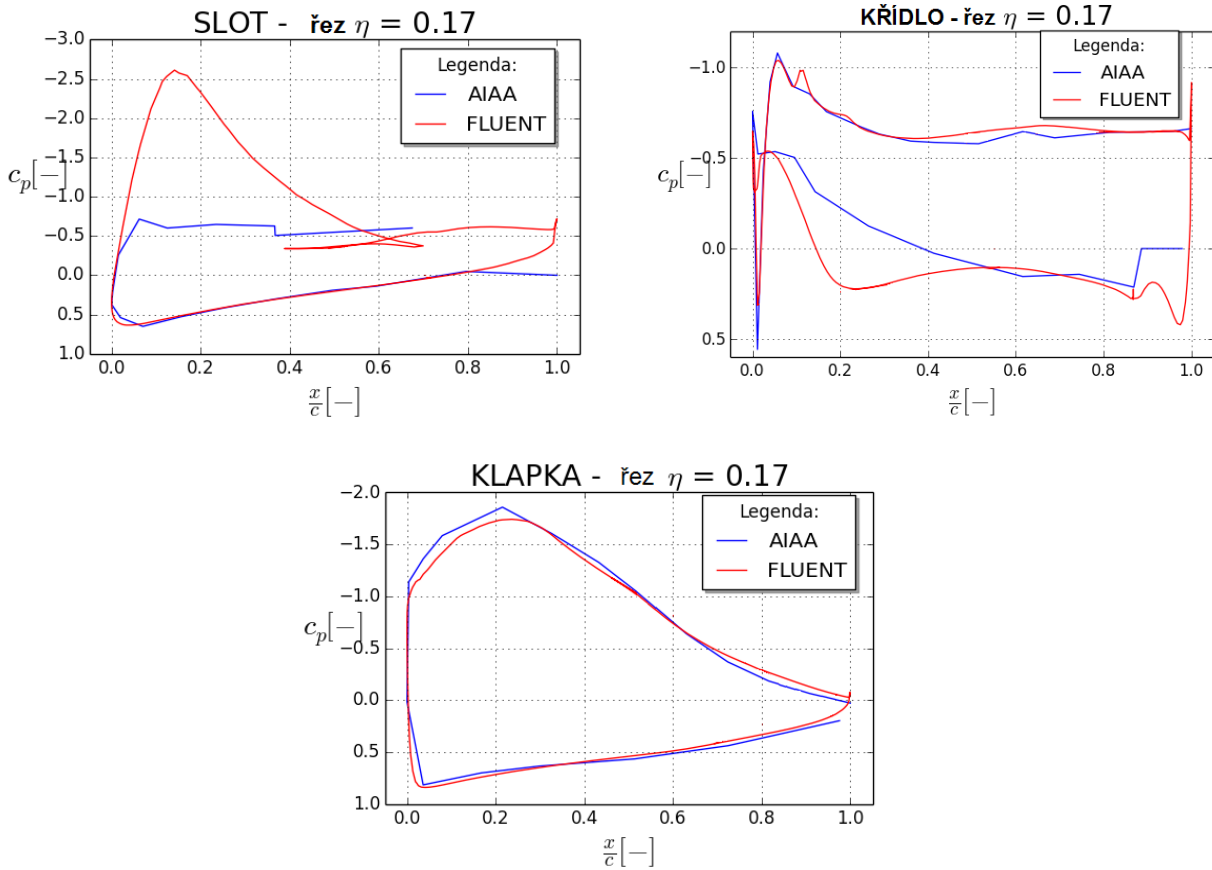 SLOT - řez η = 0.17
−3.0
−2.5
−2.0
−1.5
−1.0
−0.5
0.0
0.5
1.0
c_p[−]
0.0 0.2 0.4 0.6 0.8 1.0
x/c [−]
Legenda:
AIAA
FLUENT
KŘÍDLO - řez η = 0.17
−1.0
−0.5
0.0
0.5
c_p[−]
0.0 0.2 0.4 0.6 0.8 1.0
x/c [−]
Legenda:
AIAA
FLUENT
KLAPKA - řez η = 0.17
−2.0
−1.5
−1.0
−0.5
0.0
0.5
1.0
c_p[−]
0.0 0.2 0.4 0.6 0.8 1.0
x/c [−]
Legenda:
AIAA
FLUENT